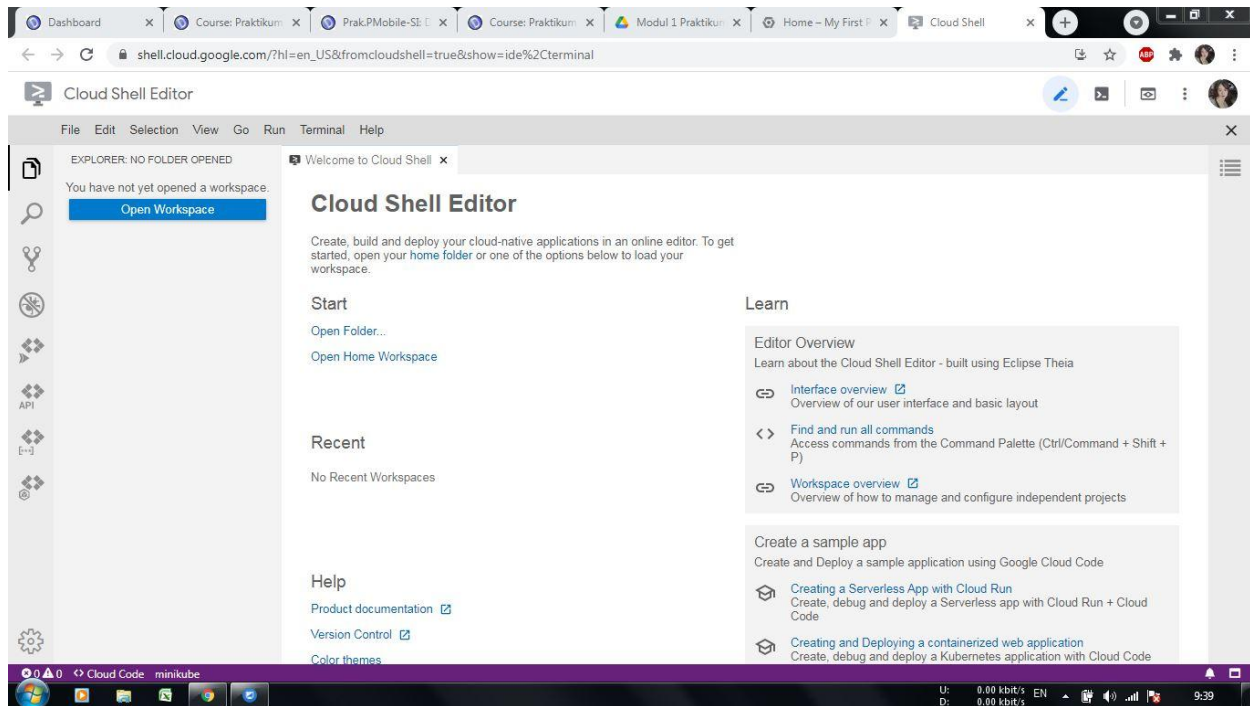 Dashboard
Course: Praktikum
Prak.PMobile-SI: D
Course: Praktikum
Modul 1 Praktikum
Home – My First P
Cloud Shell
shell.cloud.google.com/?hl=en_US&fromcloudshell=true&show=ide%2Cterminal
ABP
Cloud Shell Editor
File Edit Selection View Go Run Terminal Help
EXPLORER: NO FOLDER OPENED
You have not yet opened a workspace.
Open Workspace
API
Welcome to Cloud Shell
Cloud Shell Editor
Create, build and deploy your cloud-native applications in an online editor. To get
started, open your home folder or one of the options below to load your
workspace.
Start
Open Folder...
Open Home Workspace
Recent
No Recent Workspaces
Help
Product documentation
Version Control
Color themes
Learn
Editor Overview
Learn about the Cloud Shell Editor - built using Eclipse Theia
Interface overview
Overview of our user interface and basic layout
Find and run all commands
Access commands from the Command Palette (Ctrl/Command + Shift +
P)
Workspace overview
Overview of how to manage and configure independent projects
Create a sample app
Create and Deploy a sample application using Google Cloud Code
Creating a Serverless App with Cloud Run
Create, debug and deploy a Serverless app with Cloud Run + Cloud
Code
Creating and Deploying a containerized web application
Create, debug and deploy a Kubernetes application with Cloud Code
0 0 <> Cloud Code minikube
U: 0.00 kbit/s
D: 0.00 kbit/s
EN
9:39